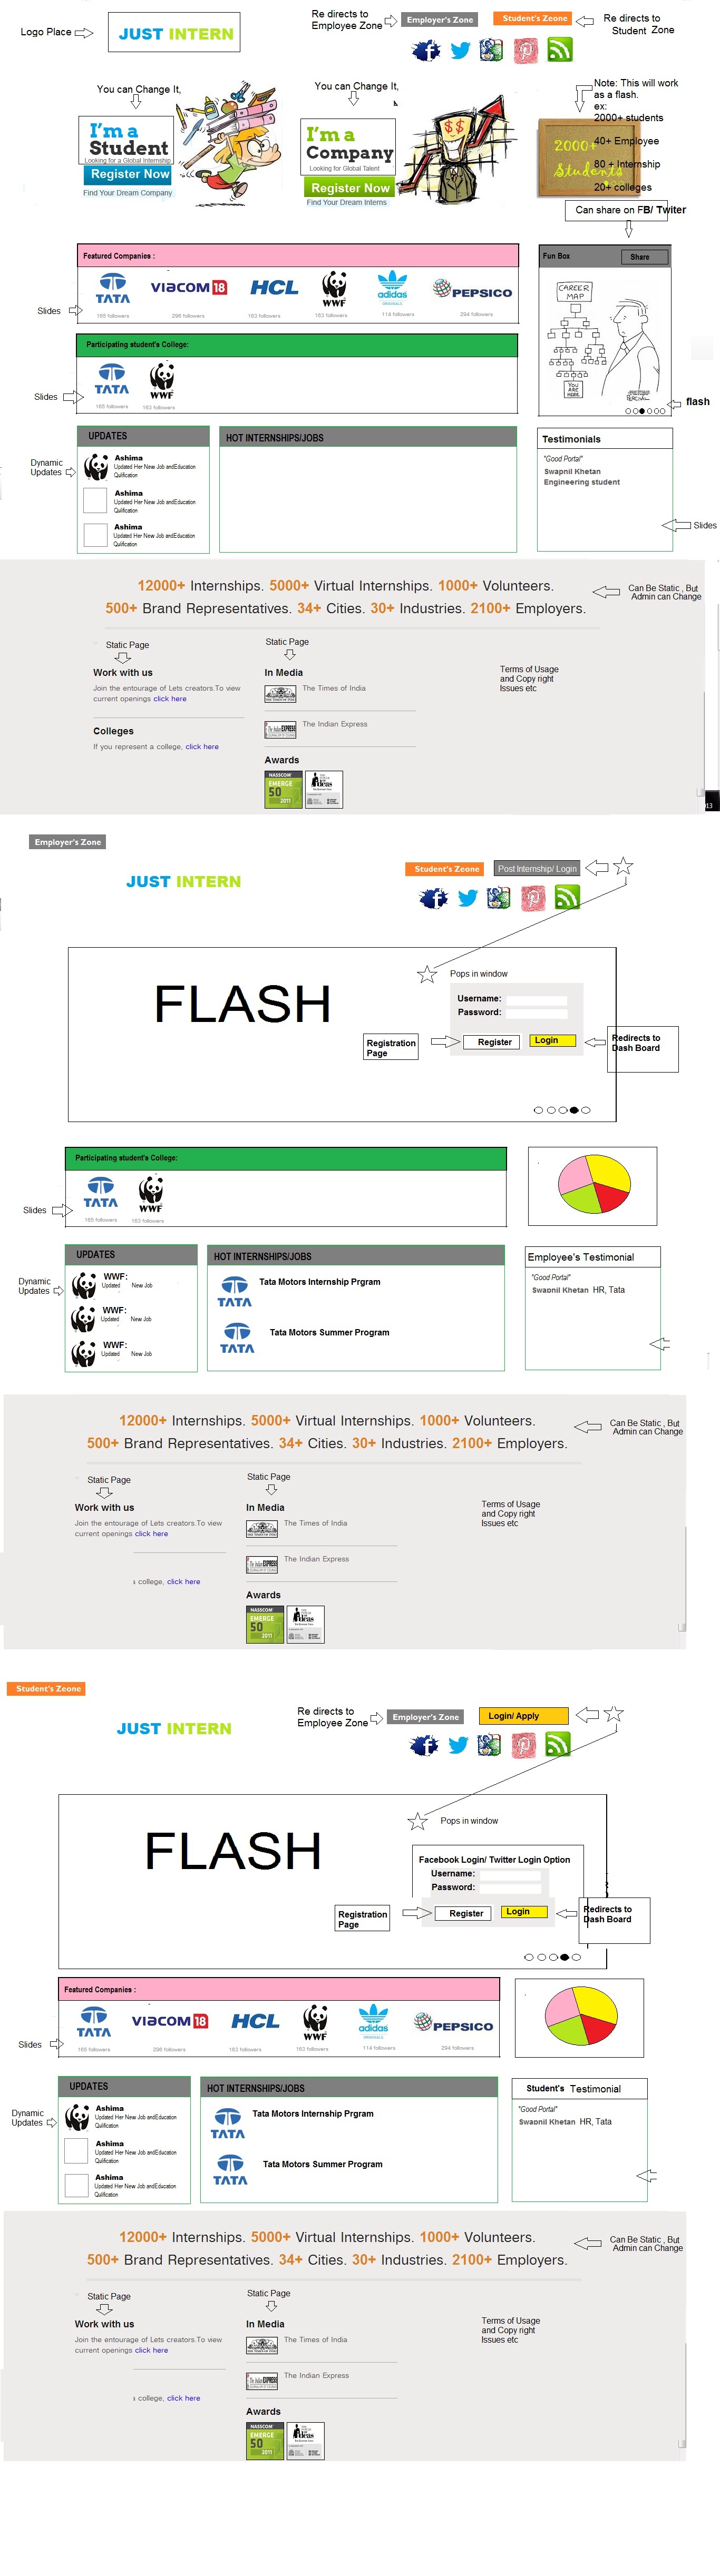 Re directs to
Employee Zone
Employer's Zone
Student's Zeone
Re directs to
Student Zone
Logo Place
JUST INTERN
You can Change It,
You can Change It,
Note: This will work
as a flash.
ex:
2000+ students
40+ Employee
80 + Internship
20+ colleges
I'm a
Student
Looking for a Global Internship
Register Now
Find Your Dream Company
I'm a
Company
Looking for Global Talent
Register Now
Find Your Dream Interns
2000+
Students
Can share on FB/ Twiter
Featured Companies :
TATA
VIACOM 18
HCL
WWF
adidas
ORIGINALS
PEPSICO
165 followers
296 followers
163 followers
163 followers
114 followers
294 followers
Slides
Fun Box
Share
CAREER
MAP
YOU
ARE
HERE
flash
Participating student's College:
TATA
WWF
165 followers
163 followers
Slides
UPDATES
Ashima
Updated Her New Job andEducation
Qulification
Ashima
Updated Her New Job andEducation
Qulification
Ashima
Updated Her New Job andEducation
Qulification
Dynamic
Updates
HOT INTERNSHIPS/JOBS
Testimonials
"Good Portal"
Swapnil Khetan
Engineering student
Slides
12000+ Internships. 5000+ Virtual Internships. 1000+ Volunteers.
500+ Brand Representatives. 34+ Cities. 30+ Industries. 2100+ Employers.
Can Be Static , But
Admin can Change
Static Page
Work with us
Join the entourage of Lets creators.To view
current openings click here
Colleges
If you represent a college, click here
Static Page
In Media
The Times of India
The Indian Express
Awards
NASSCOM
EMERGE
50
2011
ideas
Terms of Usage
and Copy right
Issues etc
Employer's Zone
JUST INTERN
Student's Zeone
Post Internship/ Login
FLASH
Pops in window
Username:
Password:
Register
Login
Registration
Page
Redirects to
Dash Board
Participating student's College:
TATA
WWF
165 followers
163 followers
Slides
UPDATES
WWF:
Updated New Job
WWF:
Updated New Job
WWF:
Updated New Job
Dynamic
Updates
HOT INTERNSHIPS/JOBS
TATA
Tata Motors Internship Prgram
TATA
Tata Motors Summer Program
Employee's Testimonial
"Good Portal"
Swapnil Khetan HR, Tata
12000+ Internships. 5000+ Virtual Internships. 1000+ Volunteers.
500+ Brand Representatives. 34+ Cities. 30+ Industries. 2100+ Employers.
Can Be Static , But
Admin can Change
Static Page
Work with us
Join the entourage of Lets creators.To view
current openings click here
a college, click here
Static Page
In Media
The Times of India
The Indian Express
Awards
NASSCOM
EMERGE
50
2011
ideas
Terms of Usage
and Copy right
Issues etc
Student's Zeone
JUST INTERN
Re directs to
Employee Zone
Employer's Zone
Login/ Apply
FLASH
Pops in window
Facebook Login/ Twitter Login Option
Username:
Password:
Register
Login
Registration
Page
Redirects to
Dash Board
Featured Companies :
TATA
VIACOM 18
HCL
WWF
adidas
ORIGINALS
PEPSICO
165 followers
296 followers
163 followers
163 followers
114 followers
294 followers
Slides
UPDATES
Ashima
Updated Her New Job andEducation
Qulification
Ashima
Updated Her New Job andEducation
Qulification
Ashima
Updated Her New Job andEducation
Qulification
Dynamic
Updates
HOT INTERNSHIPS/JOBS
TATA
Tata Motors Internship Prgram
TATA
Tata Motors Summer Program
Student's Testimonial
"Good Portal"
Swapnil Khetan HR, Tata
12000+ Internships. 5000+ Virtual Internships. 1000+ Volunteers.
500+ Brand Representatives. 34+ Cities. 30+ Industries. 2100+ Employers.
Can Be Static , But
Admin can Change
Static Page
Work with us
Join the entourage of Lets creators.To view
current openings click here
a college, click here
Static Page
In Media
The Times of India
The Indian Express
Awards
NASSCOM
EMERGE
50
2011
ideas
Terms of Usage
and Copy right
Issues etc